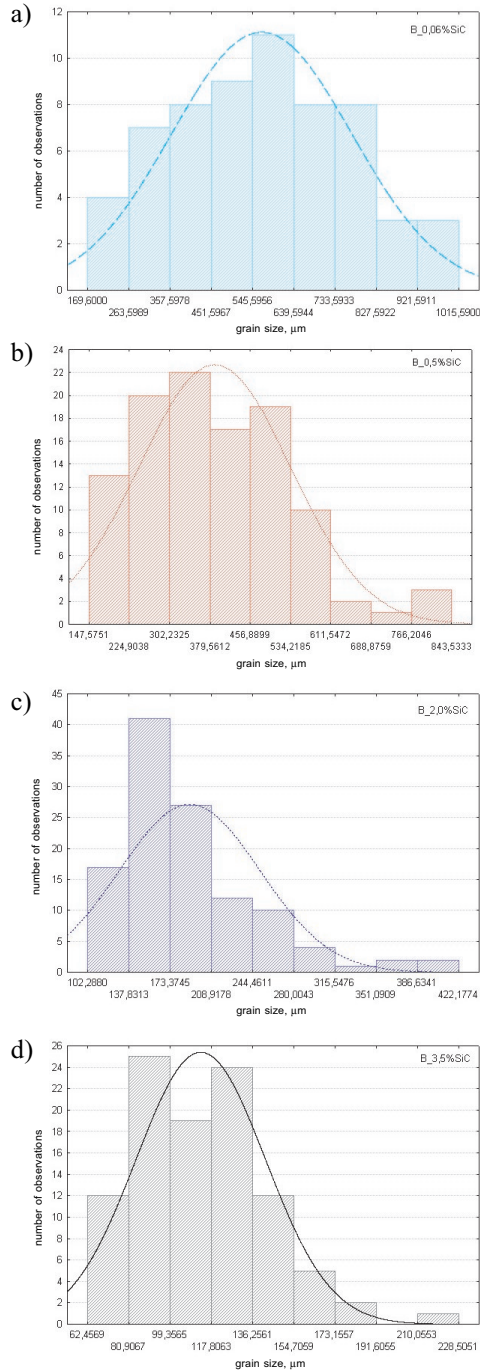 a)
B_0,06%SiC
12
10
8
6
4
2
0
number of observations
169,6000 357,5978 545,5956 733,5933 921,5911
263,5989 451,5967 639,5944 827,5922 1015,5900
grain size, μm
b)
B_0,5%SiC
24
22
20
18
16
14
12
10
8
6
4
2
0
number of observations
147,5751 302,2325 456,8899 611,5472 766,2046
224,9038 379,5612 534,2185 688,8759 843,5333
grain size, μm
c)
B_2,0%SiC
45
40
35
30
25
20
15
10
5
0
number of observations
102,2880 173,3745 244,4611 315,5476 386,6341
137,8313 208,9178 280,0043 351,0909 422,1774
grain size, μm
d)
B_3,5%SiC
26
24
22
20
18
16
14
12
10
8
6
4
2
0
number of observations
62,4569 99,3565 136,2561 173,1557 210,0553
80,9067 117,8063 154,7059 191,6055 228,5051
grain size, μm